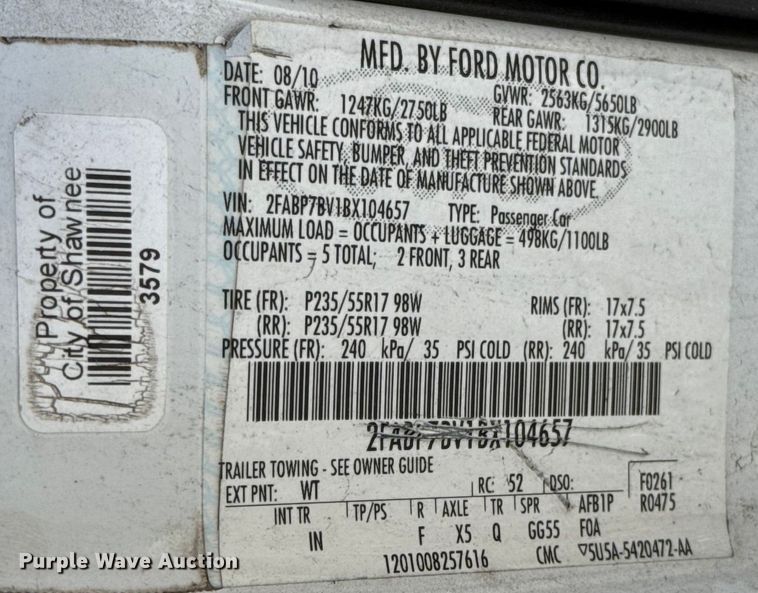 Property of
City of Shawnee
3579
MFD. BY FORD MOTOR CO.
DATE: 08/10 GVWR: 2563KG/5650LB
FRONT GAWR: 1247KG/2750LB REAR GAWR: 1315KG/2900LB
THIS VEHICLE CONFORMS TO ALL APPLICABLE FEDERAL MOTOR
VEHICLE SAFETY, BUMPER, AND THEFT PREVENTION STANDARDS
IN EFFECT ON THE DATE OF MANUFACTURE SHOWN ABOVE.
VIN: 2FABP7BV1BX104657 TYPE: Passenger Car
MAXIMUM LOAD = OCCUPANTS + LUGGAGE = 498KG/1100LB
OCCUPANTS = 5 TOTAL; 2 FRONT, 3 REAR
TIRE (FR): P235/55R17 98W RIMS (FR): 17x7.5
(RR): P235/55R17 98W (RR): 17x7.5
PRESSURE (FR): 240 kPa/ 35 PSI COLD (RR): 240 kPa/ 35 PSI COLD
2FABP7BV1BX104657
TRAILER TOWING - SEE OWNER GUIDE
EXT PNT: WT RC: 52 DSO: F0261
INT TR TP/PS R AXLE TR SPR AFB1P R0475
IN F X5 Q GG55 FOA
1201008257616 CMC ▽5U5A-5420472-AA
Purple Wave Auction